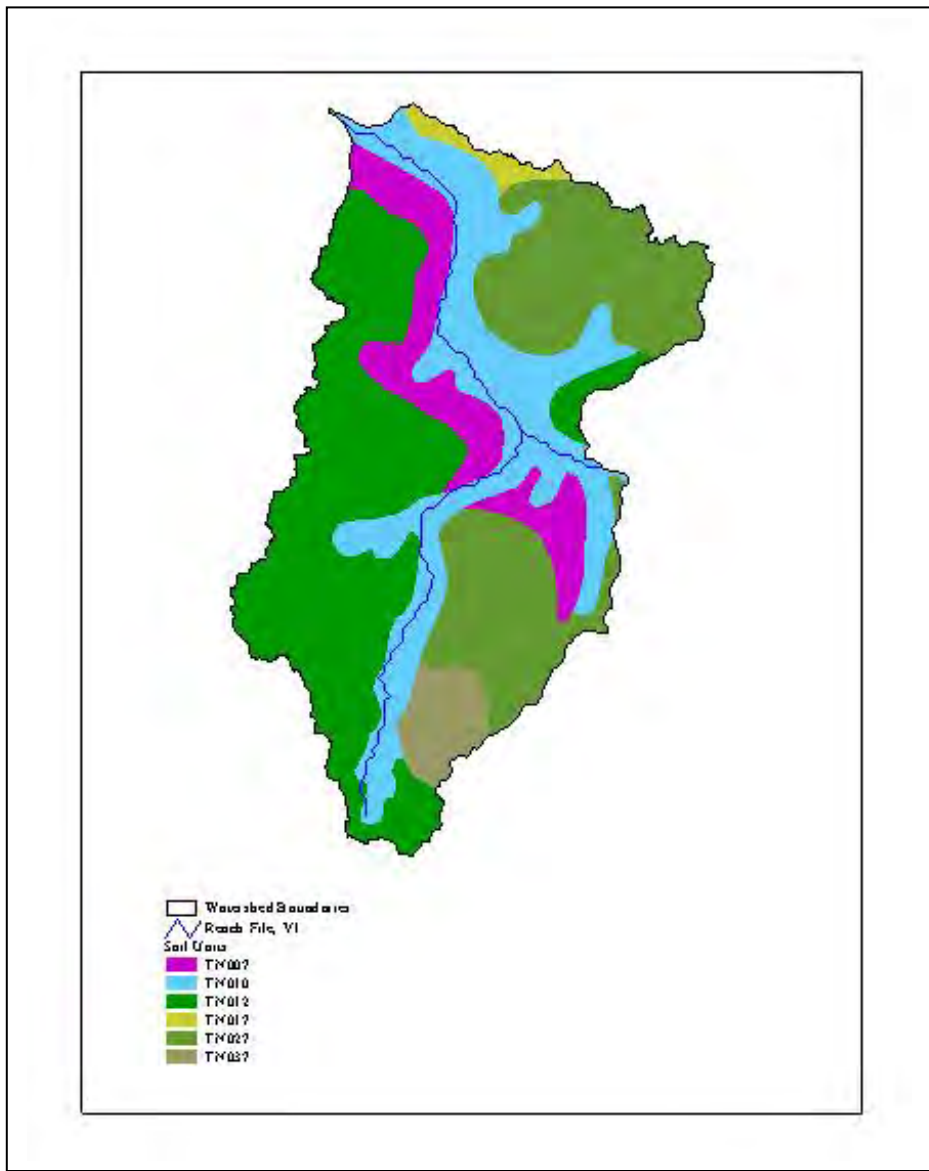 Watershed Boundaries
Reach File, V1
Soil Units
TN007
TN010
TN012
TN017
TN027
TN037